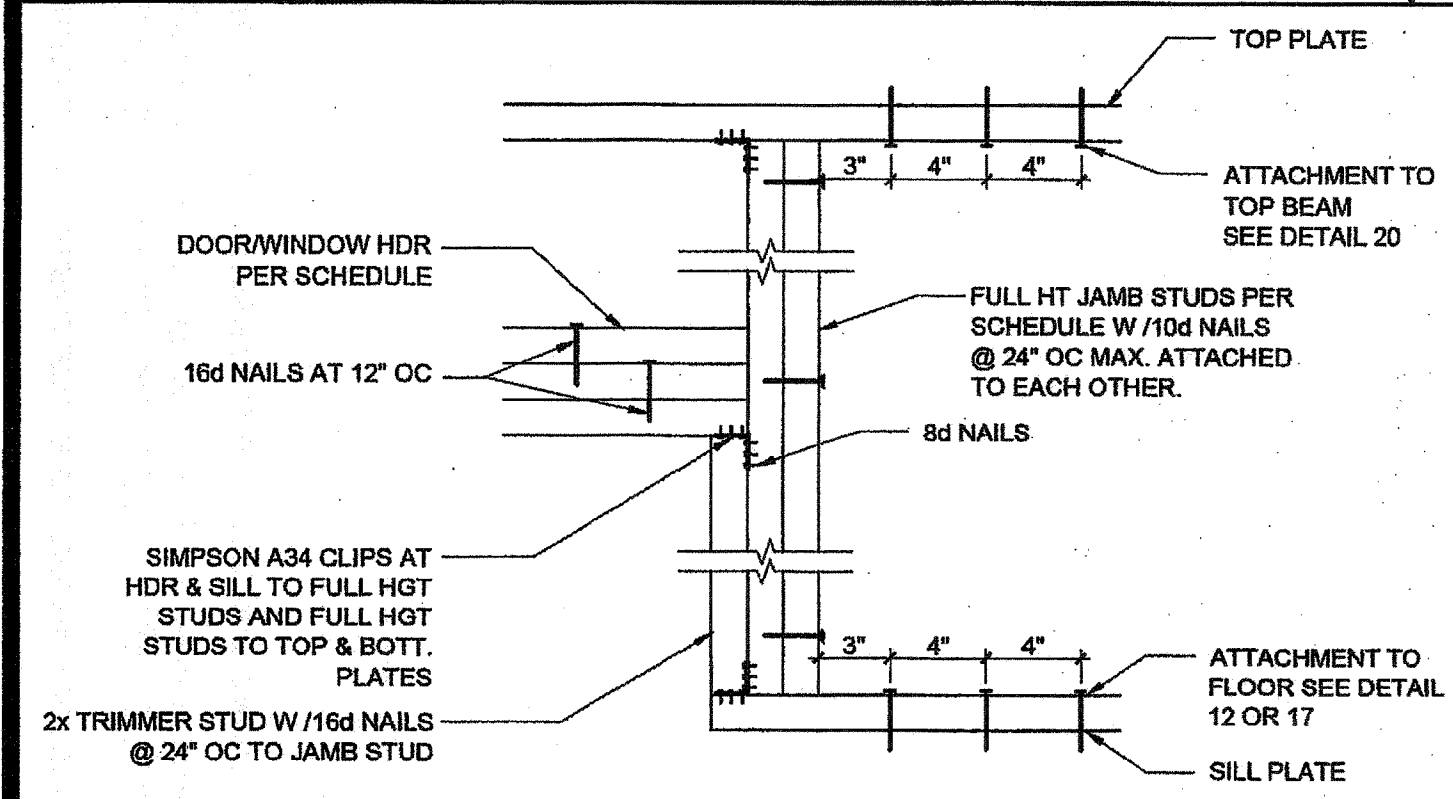 TOP PLATE
3" 4" 4"
ATTACHMENT TO
TOP BEAM
SEE DETAIL 20
DOOR/WINDOW HDR
PER SCHEDULE
FULL HT JAMB STUDS PER
SCHEDULE W /10d NAILS
@ 24" OC MAX. ATTACHED
TO EACH OTHER.
16d NAILS AT 12" OC
8d NAILS
SIMPSON A34 CLIPS AT
HDR & SILL TO FULL HGT
STUDS AND FULL HGT
STUDS TO TOP & BOTT.
PLATES
3" 4" 4"
ATTACHMENT TO
FLOOR SEE DETAIL
12 OR 17
2x TRIMMER STUD W /16d NAILS
@ 24" OC TO JAMB STUD
SILL PLATE